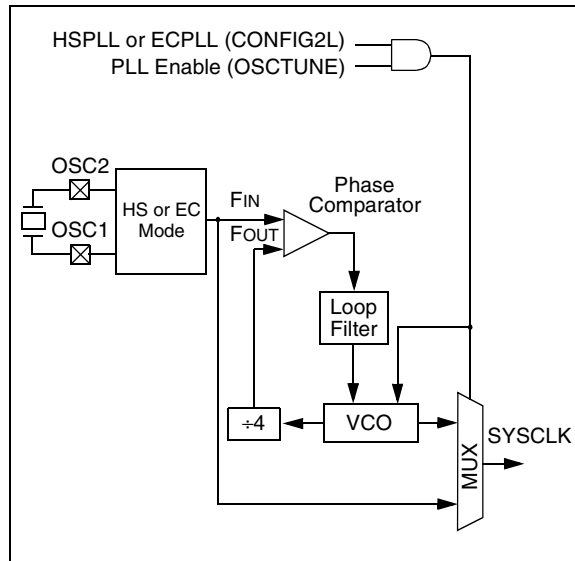 HSPLL or ECPLL (CONFIG2L)
PLL Enable (OSCTUNE)
OSC2
OSC1
HS or EC
Mode
FIN
FOUT
Phase
Comparator
Loop
Filter
÷4
VCO
MUX
SYSCLK